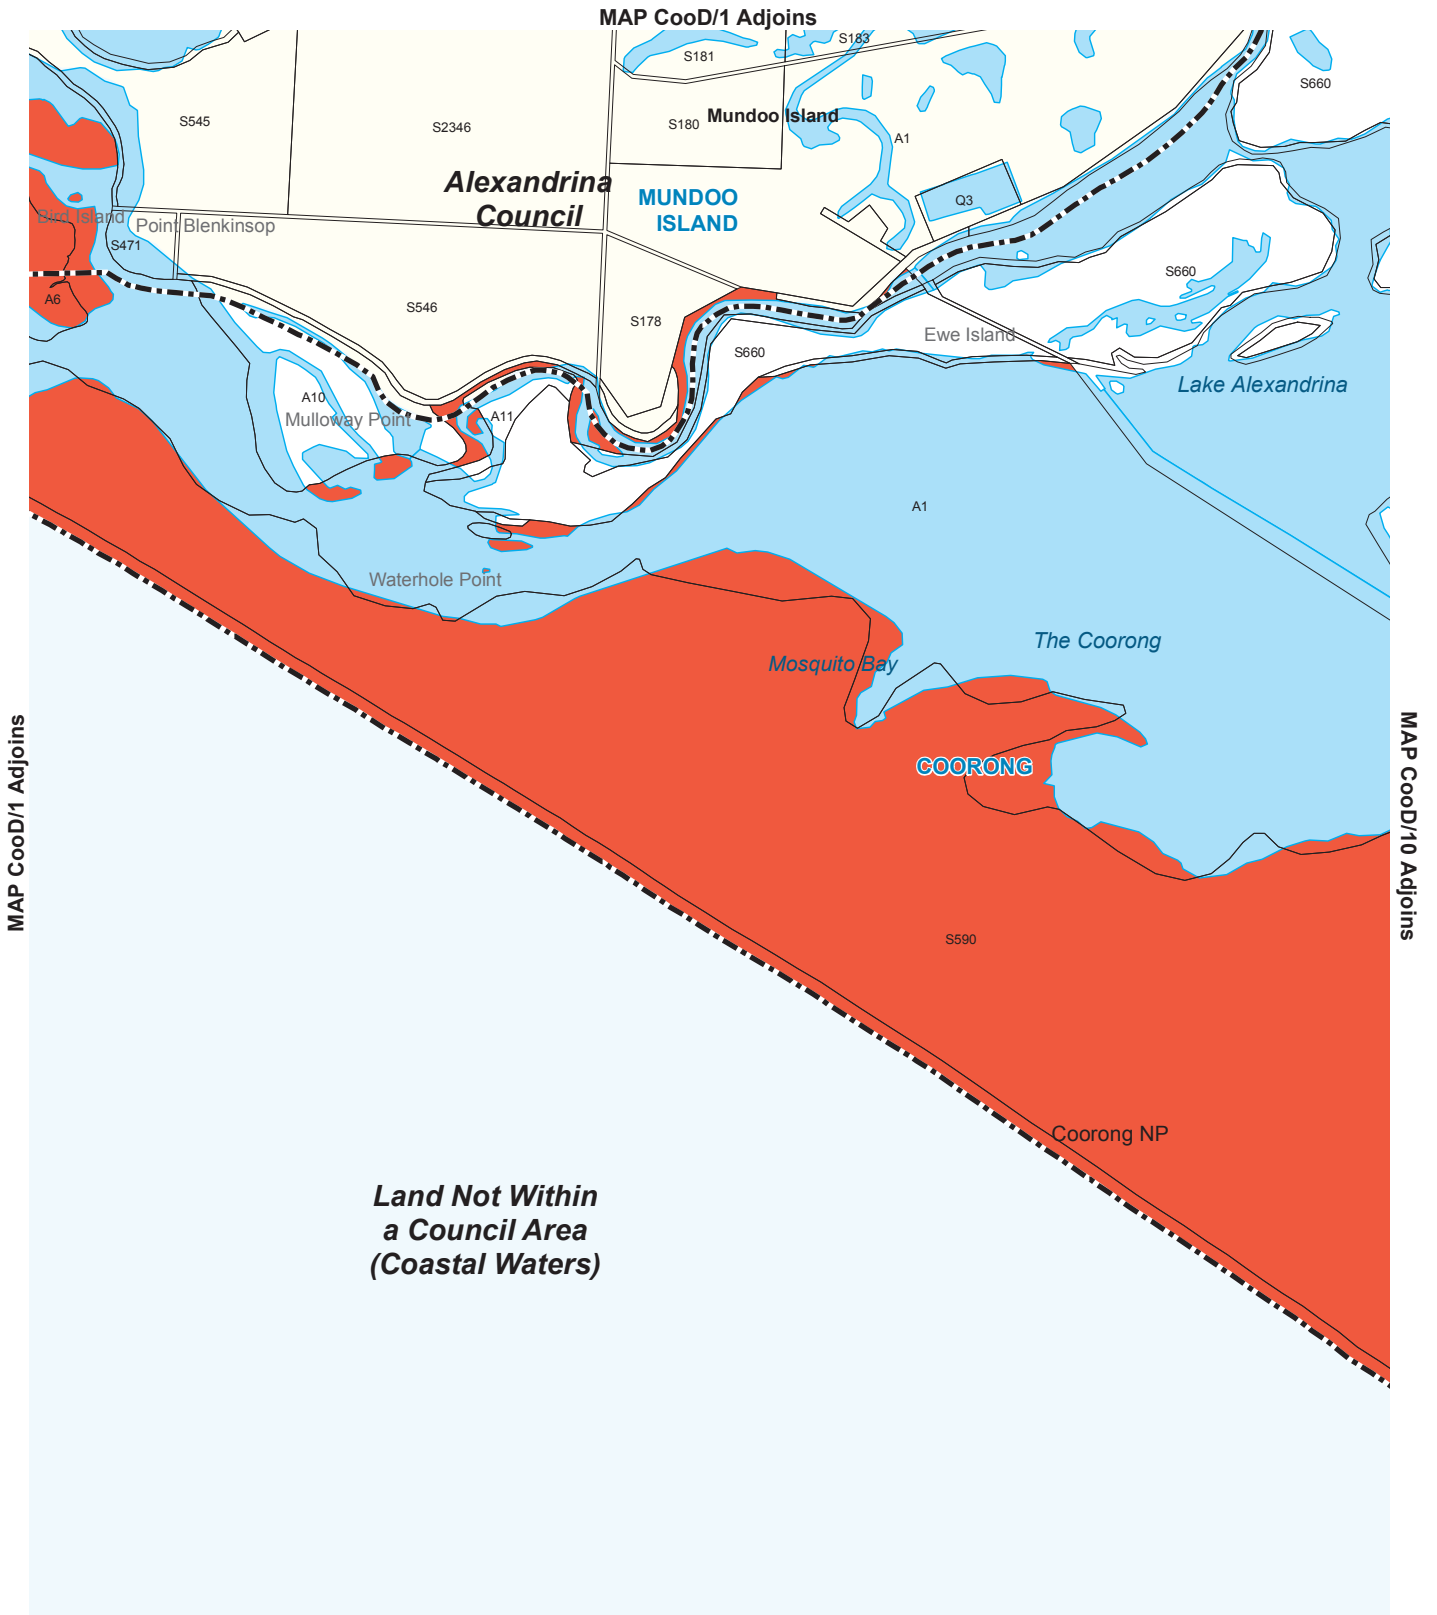 MAP CooD/1 Adjoins
S183
S181
S660
S545
S2346
S180
Mundoo Island
A1
Alexandrina
Council
MUNDOO
ISLAND
Q3
Bird Island
Point Blenkinsop
S471
S660
A6
S546
S178
Ewe Island
S660
Lake Alexandrina
A10
Mulloway Point
A11
A1
Waterhole Point
The Coorong
Mosquito Bay
COORONG
MAP CooD/1 Adjoins
MAP CooD/10 Adjoins
S590
Coorong NP
Land Not Within
a Council Area
(Coastal Waters)